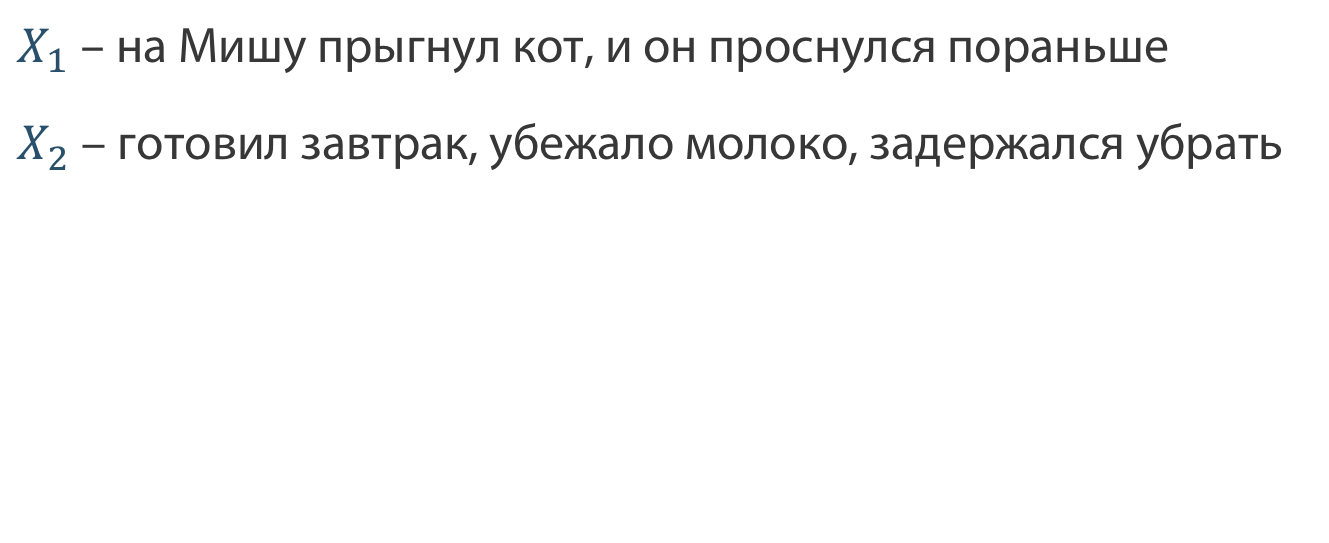 X₁ – на Мишу прыгнул кот, и он проснулся пораньше
X₂ – готовил завтрак, убежало молоко, задержался убрать